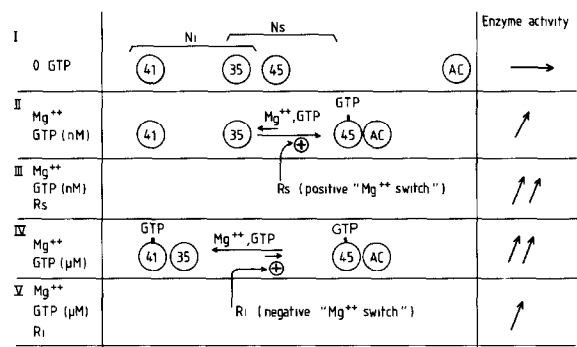 Enzyme activity
I
Ni
Ns
0 GTP
41
35
45
AC
II
Mg++
GTP (nM)
41
35
Mg++,GTP
GTP
45
AC
III
Mg++
GTP (nM)
Rs
Rs (positive "Mg++ switch")
IV
Mg++
GTP (µM)
GTP
41
35
Mg++,GTP
GTP
45
AC
V
Mg++
GTP (µM)
Ri
Ri (negative "Mg++ switch")